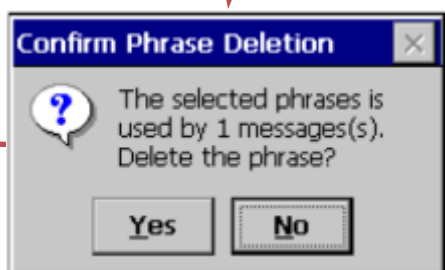 Confirm Phrase Deletion
The selected phrases is
used by 1 messages(s).
Delete the phrase?
Yes
No